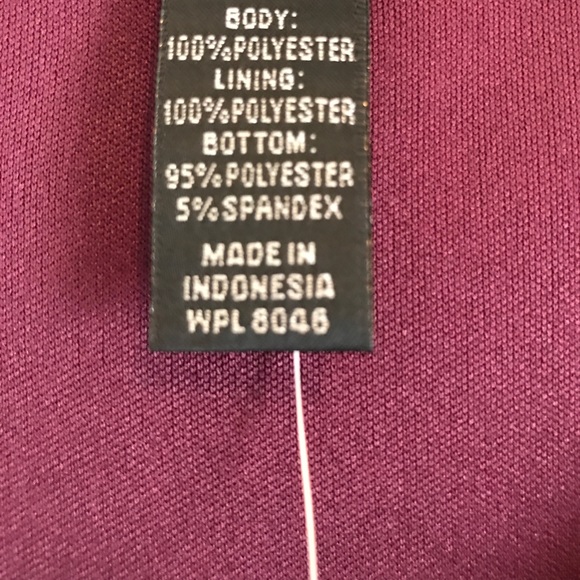 BODY:
100%POLYESTER
LINING:
100%POLYESTER
BOTTOM:
95%POLYESTER
5%SPANDEX
MADE IN
INDONESIA
WPL 8046